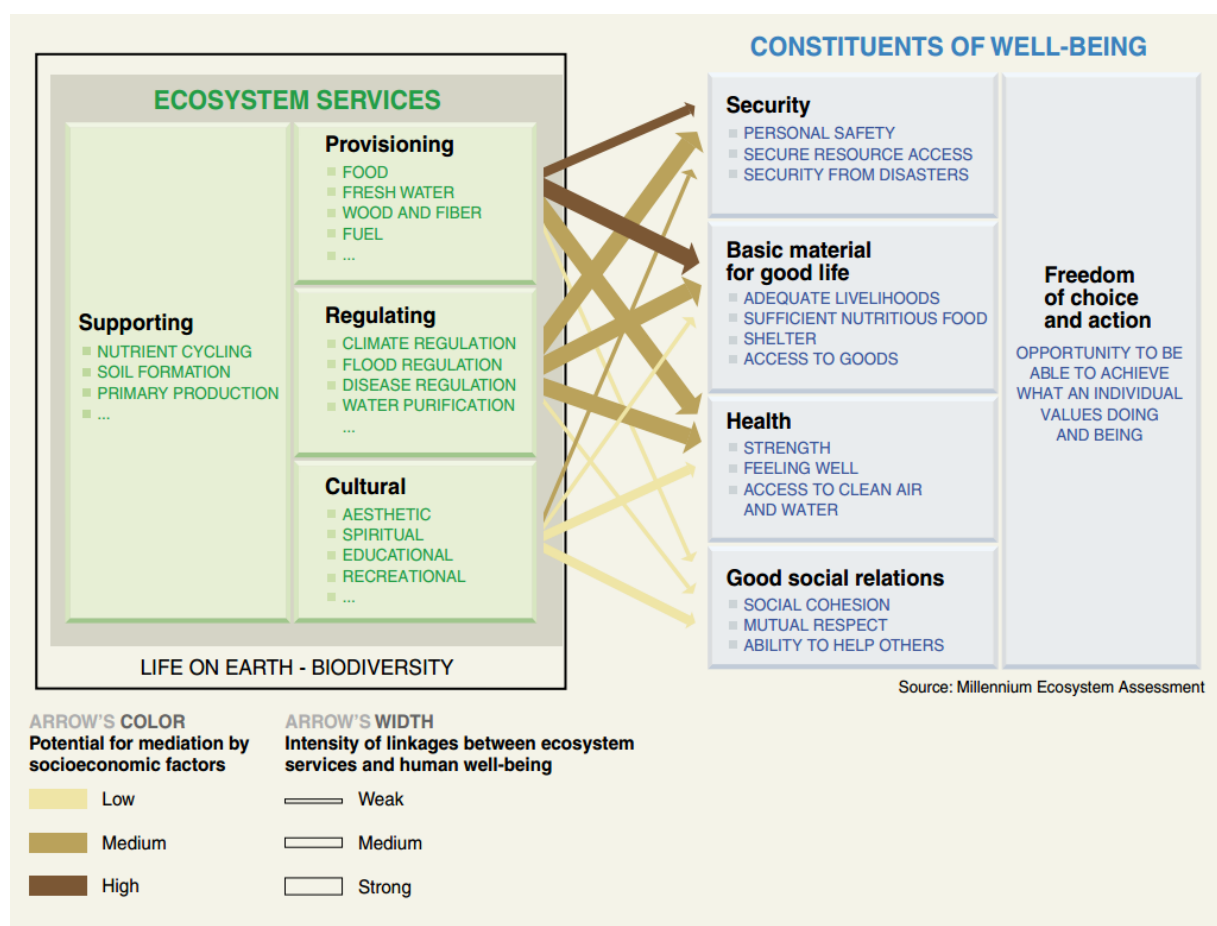 CONSTITUENTS OF WELL-BEING
ECOSYSTEM SERVICES
Supporting
NUTRIENT CYCLING
SOIL FORMATION
PRIMARY PRODUCTION
...
Provisioning
FOOD
FRESH WATER
WOOD AND FIBER
FUEL
...
Regulating
CLIMATE REGULATION
FLOOD REGULATION
DISEASE REGULATION
WATER PURIFICATION
...
Cultural
AESTHETIC
SPIRITUAL
EDUCATIONAL
RECREATIONAL
...
LIFE ON EARTH - BIODIVERSITY
Security
PERSONAL SAFETY
SECURE RESOURCE ACCESS
SECURITY FROM DISASTERS
Basic material
for good life
ADEQUATE LIVELIHOODS
SUFFICIENT NUTRITIOUS FOOD
SHELTER
ACCESS TO GOODS
Health
STRENGTH
FEELING WELL
ACCESS TO CLEAN AIR
AND WATER
Good social relations
SOCIAL COHESION
MUTUAL RESPECT
ABILITY TO HELP OTHERS
Freedom
of choice
and action
OPPORTUNITY TO BE
ABLE TO ACHIEVE
WHAT AN INDIVIDUAL
VALUES DOING
AND BEING
Source: Millennium Ecosystem Assessment
ARROW'S COLOR
Potential for mediation by
socioeconomic factors
Low
Medium
High
ARROW'S WIDTH
Intensity of linkages between ecosystem
services and human well-being
Weak
Medium
Strong